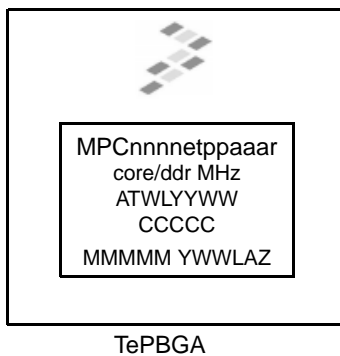 MPCnnnnetppaaar
core/ddr MHz
ATWLYYWW
CCCCC
MMMMM YWWLAZ
TePBGA